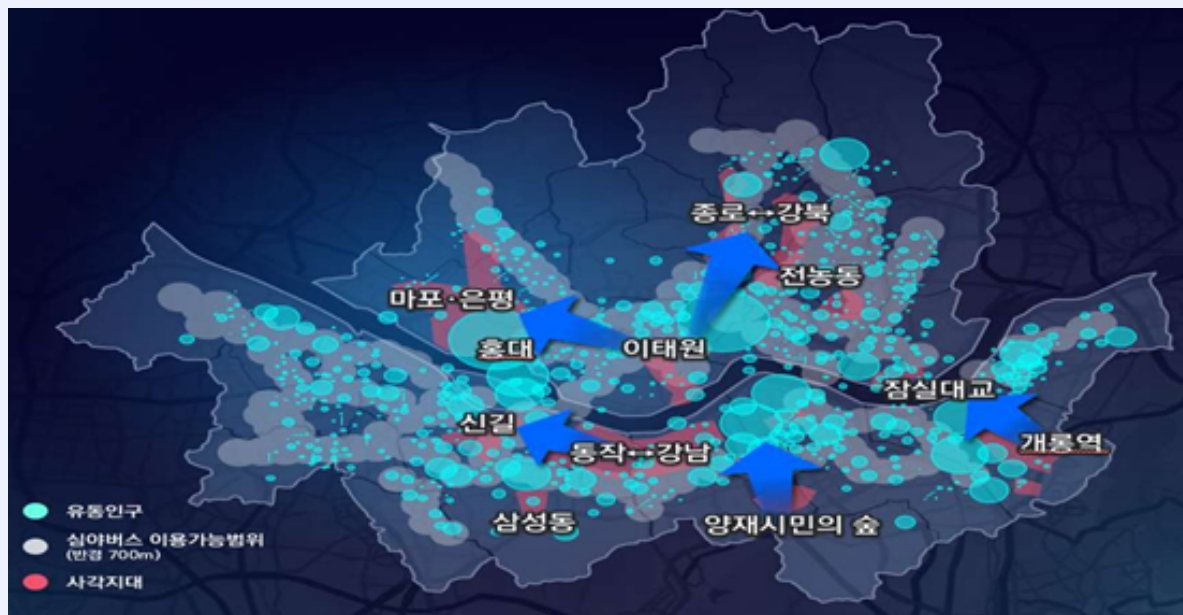 종로↔강북
전농동
마포·은평
홍대
이태원
잠실대교
신길
개롱역
동작↔강남
삼성동
양재시민의 숲
유동인구
심야버스 이용가능범위
(반경 700m)
사각지대